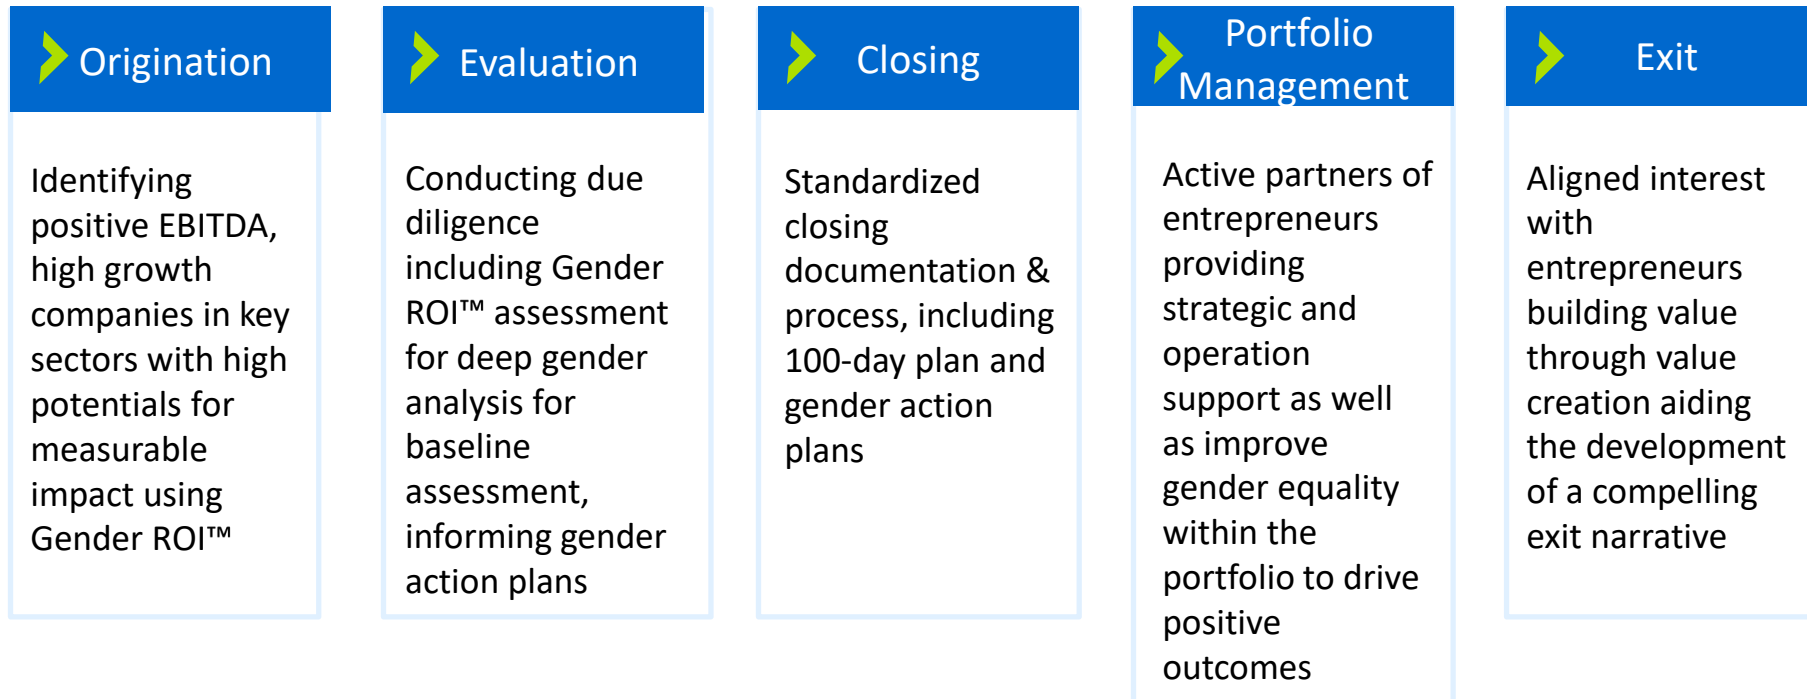 Origination
Identifying
positive EBITDA,
high growth
companies in key
sectors with high
potentials for
measurable
impact using
Gender ROI™
Evaluation
Conducting due
diligence
including Gender
ROI™ assessment
for deep gender
analysis for
baseline
assessment,
informing gender
action plans
Closing
Standardized
closing
documentation &
process, including
100-day plan and
gender action
plans
Portfolio
Management
Active partners of
entrepreneurs
providing
strategic and
operation
support as well
as improve
gender equality
within the
portfolio to drive
positive
outcomes
Exit
Aligned interest
with
entrepreneurs
building value
through value
creation aiding
the development
of a compelling
exit narrative